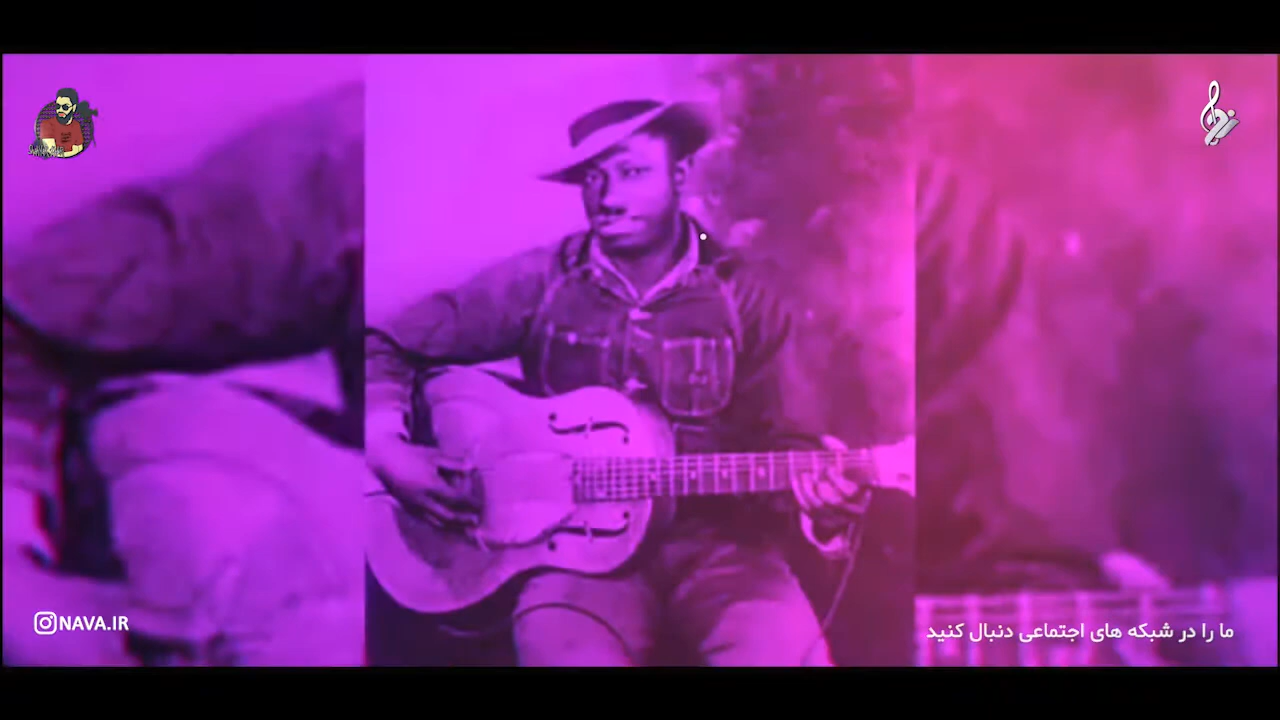 NAVA.IR
ما را در شبکه های اجتماعی دنبال کنید